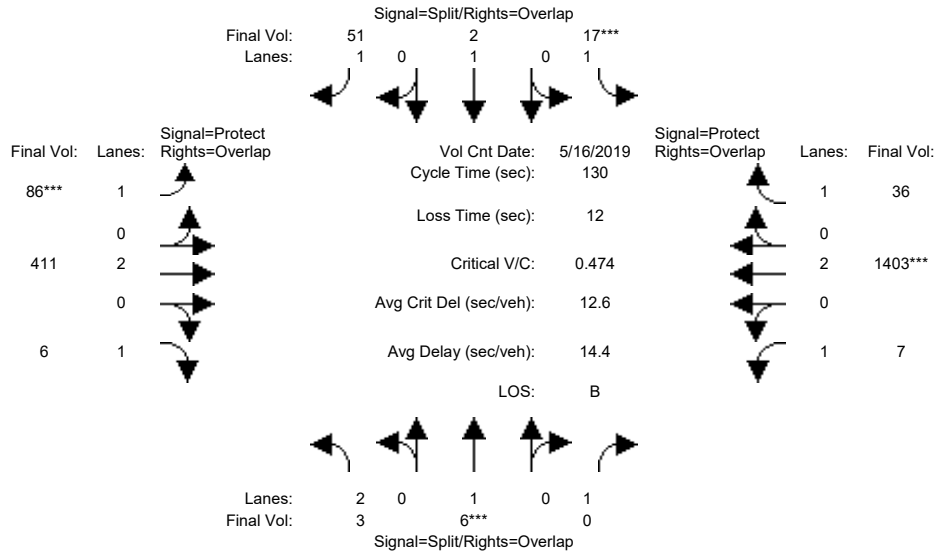 Signal=Split/Rights=Overlap
Final Vol: 51 2 17***
Lanes: 1 0 1 0 1
Signal=Protect
Final Vol: Lanes: Rights=Overlap
Vol Cnt Date: 5/16/2019
Signal=Protect
Rights=Overlap Lanes: Final Vol:
Cycle Time (sec): 130
86*** 1
1 36
Loss Time (sec): 12
0
0
411 2
Critical V/C: 0.474
2 1403***
0
Avg Crit Del (sec/veh): 12.6
0
6 1
Avg Delay (sec/veh): 14.4
1 7
LOS: B
Lanes: 2 0 1 0 1
Final Vol: 3 6*** 0
Signal=Split/Rights=Overlap